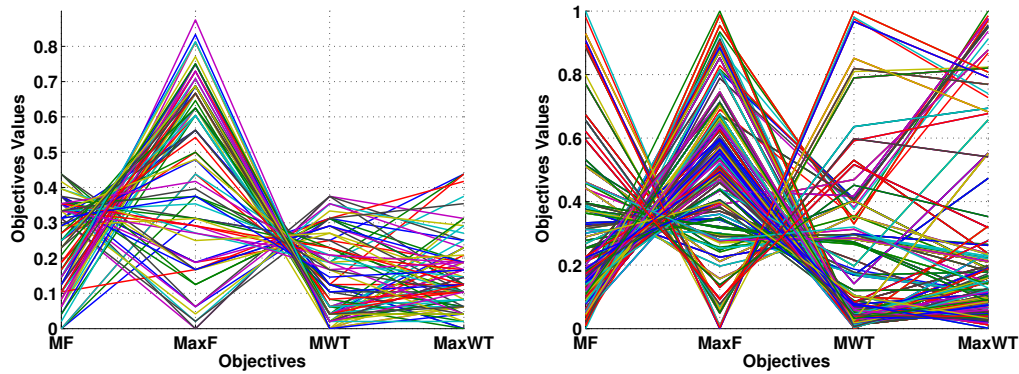 Objectives Values
0.8
0.7
0.6
0.5
0.4
0.3
0.2
0.1
0
MF MaxF MWT MaxWT
Objectives
Objectives Values
1
0.8
0.6
0.4
0.2
0
MF MaxF MWT MaxWT
Objectives